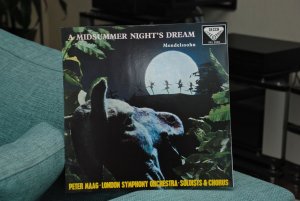 A MIDSUMMER NIGHT'S DREAM
Mendelssohn
DECCA
PETER MAAG·LONDON SYMPHONY ORCHESTRA·SOLOISTS & CHORUS